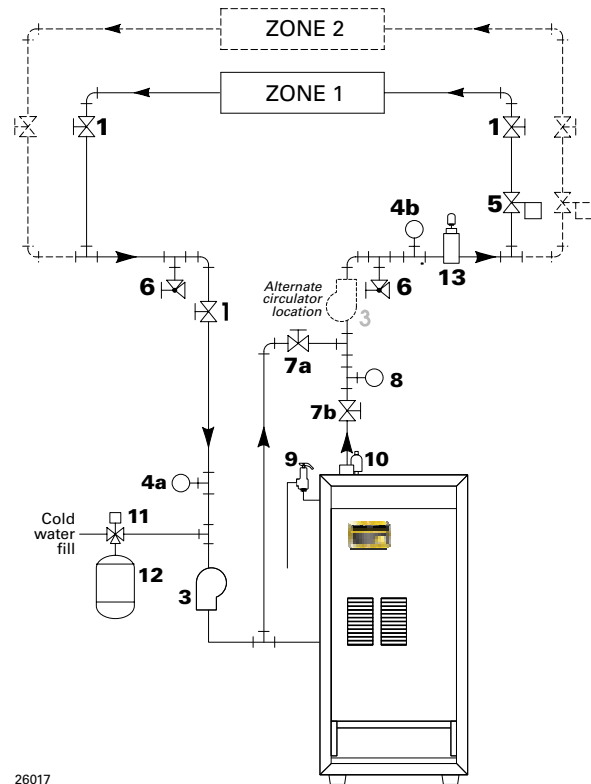 ZONE 2
ZONE 1
1
1
5
4b
13
6
1
Alternate
circulator
location
3
6
7a
8
7b
9
10
4a
11
Cold
water
fill
12
3
26017